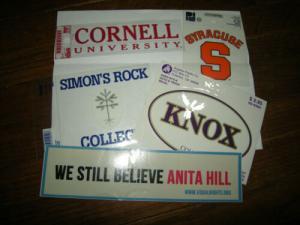 CORNELL
UNIVERSITY
SYRACUSE
S
SIMON'S ROCK
COLLEG
KNOX
WE STILL BELIEVE ANITA HILL